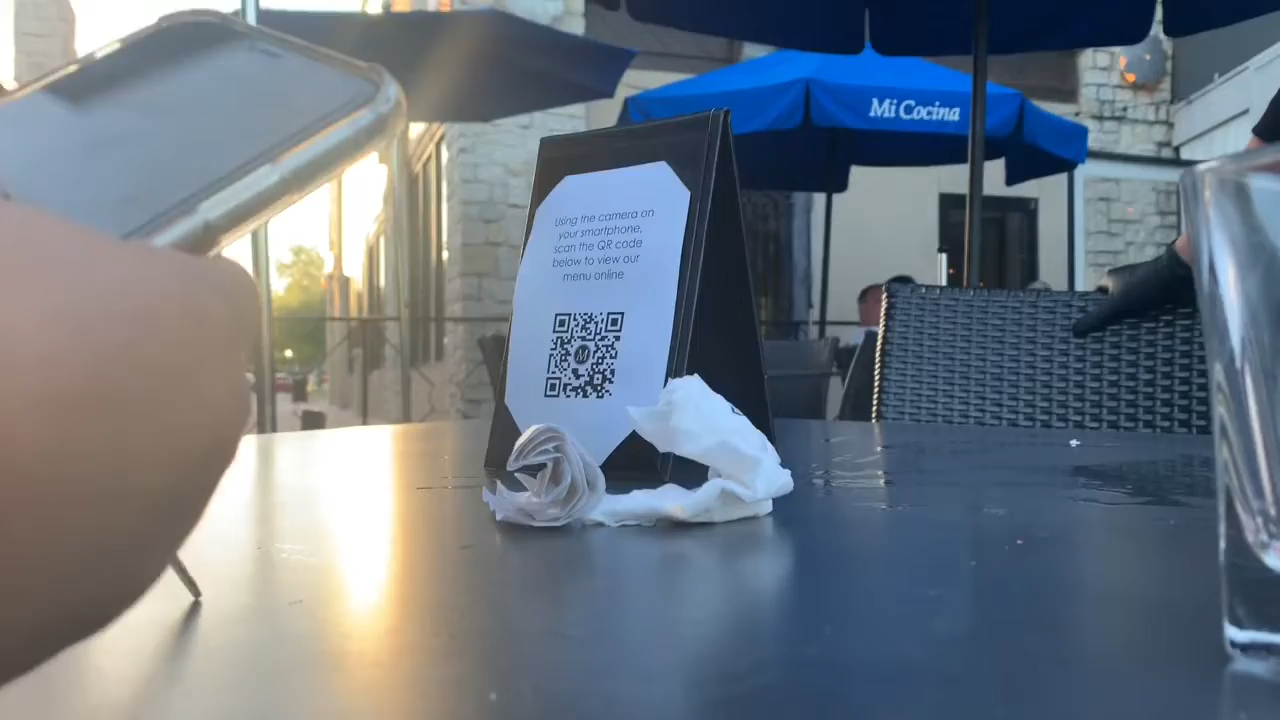 Mi Cocina
Using the camera on
your smartphone,
scan the QR code
below to view our
menu online
M